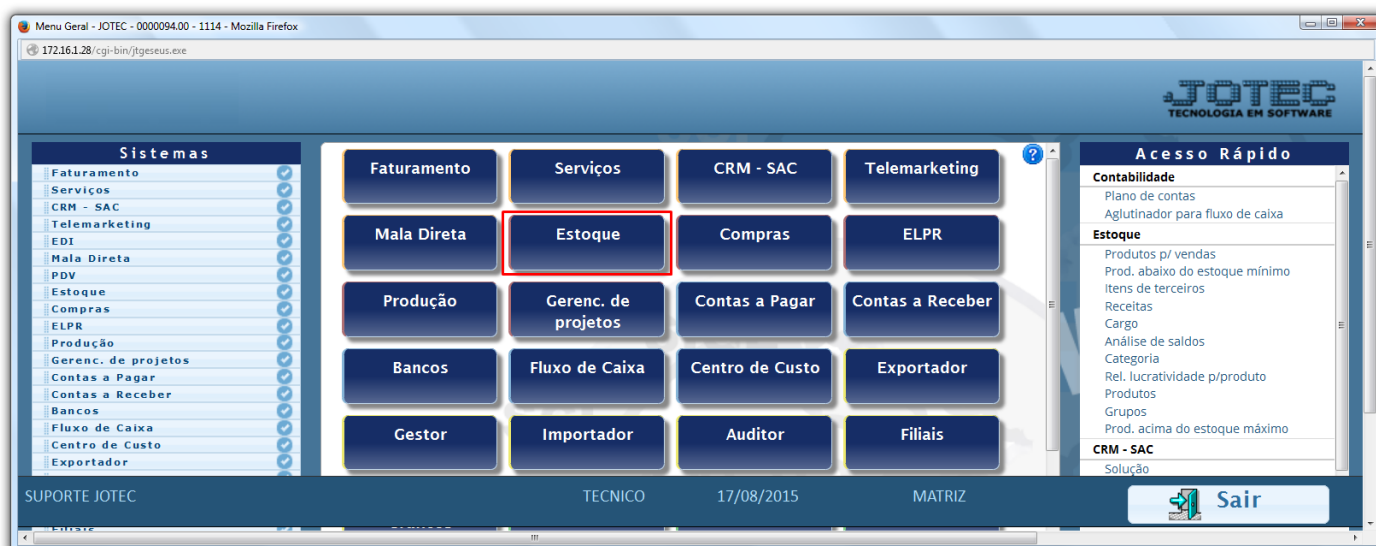 Menu Geral - JOTEC - 0000094.00 - 1114 - Mozilla Firefox
172.16.1.28/cgi-bin/jtgeseus.exe
JOTEC
TECNOLOGIA EM SOFTWARE
Sistemas
Faturamento
Serviços
CRM - SAC
Telemarketing
EDI
Mala Direta
PDV
Estoque
Compras
ELPR
Produção
Gerenc. de projetos
Contas a Pagar
Contas a Receber
Bancos
Fluxo de Caixa
Centro de Custo
Exportador
Filiais
Faturamento
Serviços
CRM - SAC
Telemarketing
Mala Direta
Estoque
Compras
ELPR
Produção
Gerenc. de
projetos
Contas a Pagar
Contas a Receber
Bancos
Fluxo de Caixa
Centro de Custo
Exportador
Gestor
Importador
Auditor
Filiais
?
Acesso Rápido
Contabilidade
Plano de contas
Aglutinador para fluxo de caixa
Estoque
Produtos p/ vendas
Prod. abaixo do estoque mínimo
Itens de terceiros
Receitas
Cargo
Análise de saldos
Categoria
Rel. lucratividade p/produto
Produtos
Grupos
Prod. acima do estoque máximo
CRM - SAC
Solução
SUPORTE JOTEC
TECNICO
17/08/2015
MATRIZ
Sair